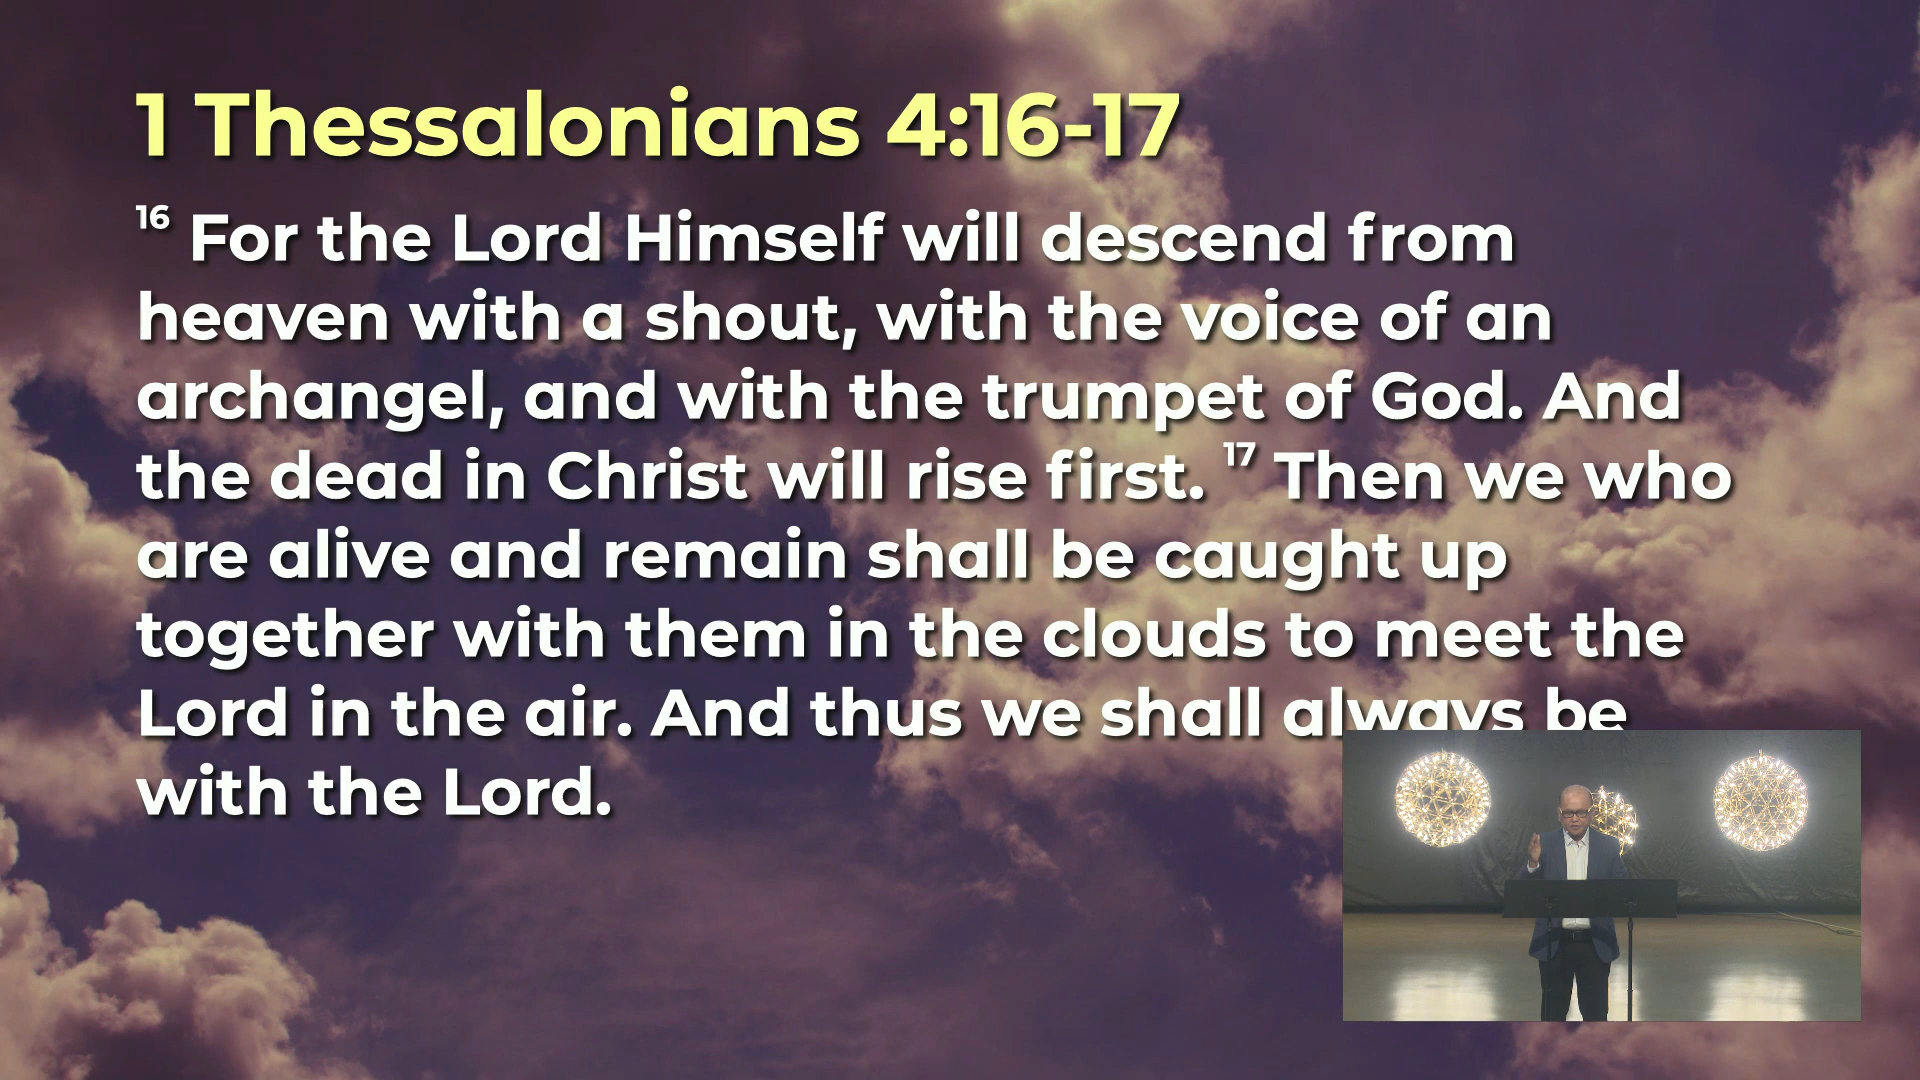 1 Thessalonians 4:16-17
16 For the Lord Himself will descend from
heaven with a shout, with the voice of an
archangel, and with the trumpet of God. And
the dead in Christ will rise first. 17 Then we who
are alive and remain shall be caught up
together with them in the clouds to meet the
Lord in the air. And thus we shall always be
with the Lord.